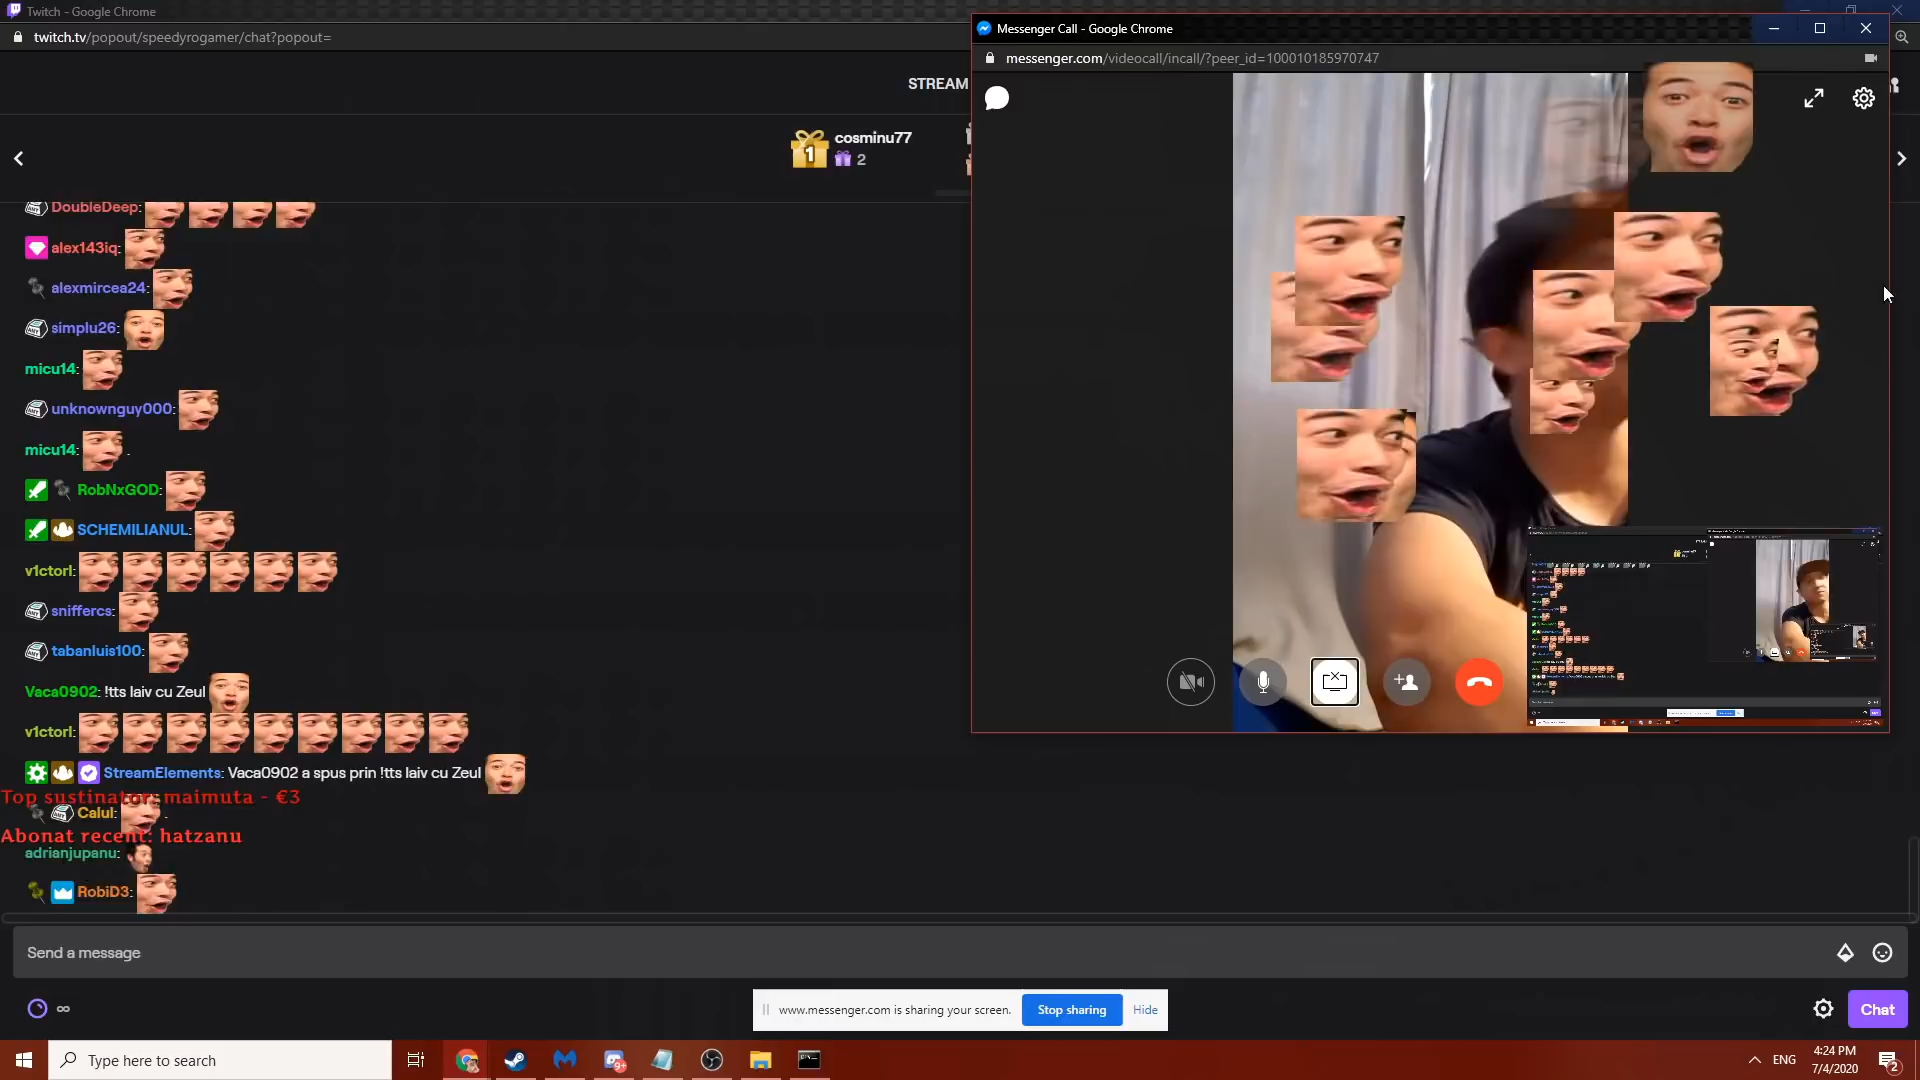 Twitch - Google Chrome
twitch.tv/popout/speedyrogamer/chat?popout=
STREAM
1
cosminu77
2
DoubleDeep:
alex143iq:
alexmircea24:
simplu26:
micu14:
unknownguy000:
micu14: .
RobNxGOD:
SCHEMILIANUL:
v1ctorl:
sniffercs:
tabanluis100:
Vaca0902: !tts laiv cu Zeul
v1ctorl:
StreamElements: Vaca0902 a spus prin !tts laiv cu Zeul
Top sustinator: maimuta - €3
Calul: .
Abonat recent: hatzanu
adrianjupanu:
RobiD3:
Send a message
∞
Chat
Messenger Call - Google Chrome
messenger.com/videocall/incall/?peer_id=100010185970747
www.messenger.com is sharing your screen.
Stop sharing
Hide
Type here to search
9+
ENG
4:24 PM
7/4/2020
2